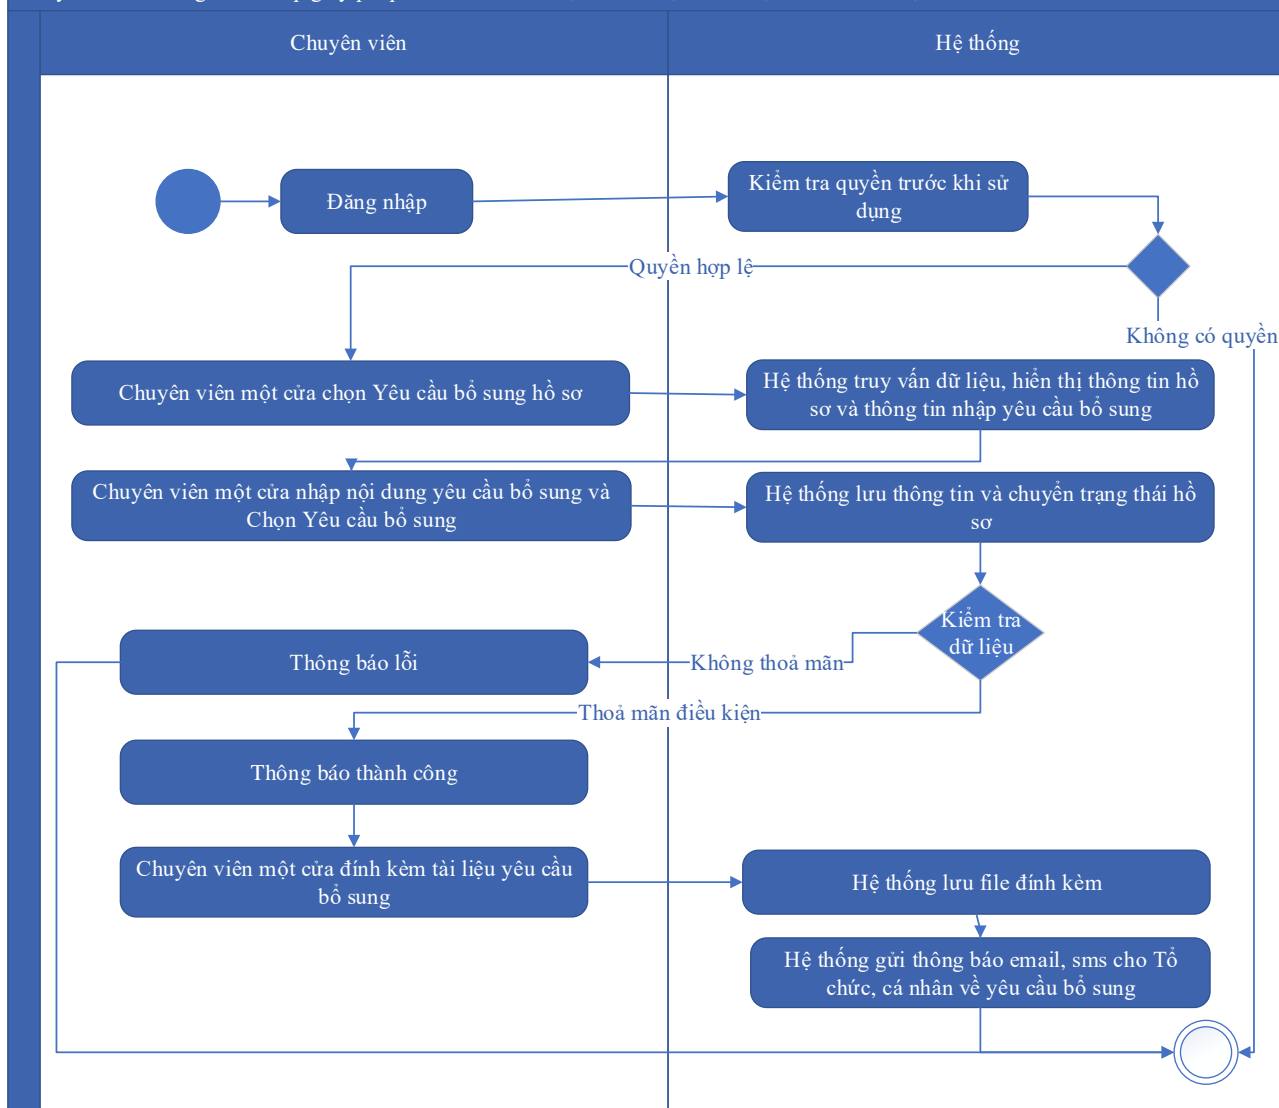 Chuyên viên
Hệ thống
Đăng nhập
Kiểm tra quyền trước khi sử
dụng
Quyền hợp lệ
Không có quyền
Chuyên viên một cửa chọn Yêu cầu bổ sung hồ sơ
Hệ thống truy vấn dữ liệu, hiển thị thông tin hồ
sơ và thông tin nhập yêu cầu bổ sung
Chuyên viên một cửa nhập nội dung yêu cầu bổ sung và
Chọn Yêu cầu bổ sung
Hệ thống lưu thông tin và chuyển trạng thái hồ
sơ
Kiểm tra
dữ liệu
Thông báo lỗi
Không thoả mãn
Thoả mãn điều kiện
Thông báo thành công
Chuyên viên một cửa đính kèm tài liệu yêu cầu
bổ sung
Hệ thống lưu file đính kèm
Hệ thống gửi thông báo email, sms cho Tổ
chức, cá nhân về yêu cầu bổ sung